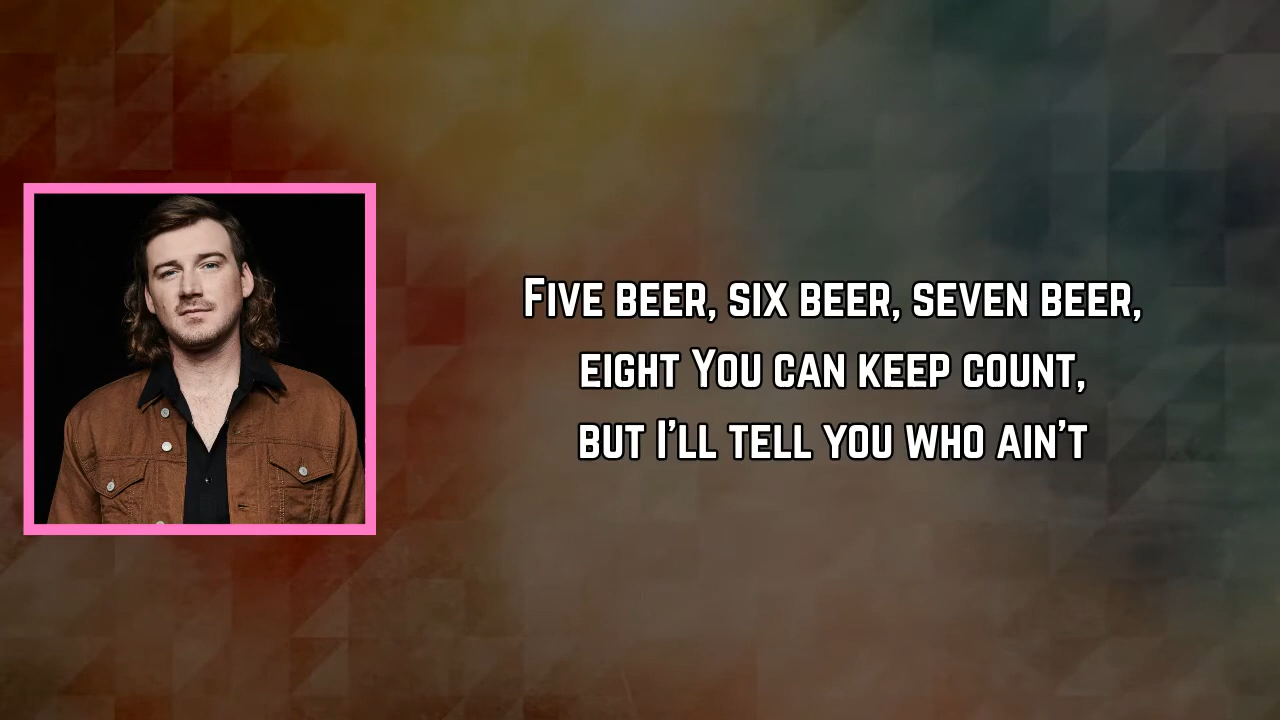 Five beer, six beer, seven beer,
eight You can keep count,
but I'll tell you who ain't